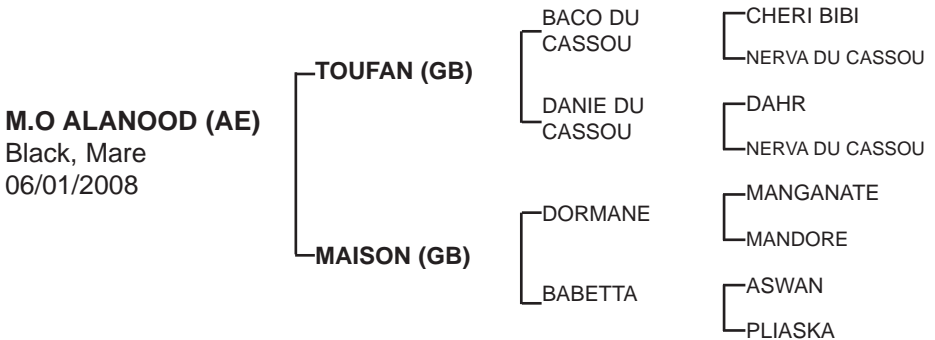 M.O ALANOOD (AE)
Black, Mare
06/01/2008
TOUFAN (GB)
MAISON (GB)
BACO DU
CASSOU
DANIE DU
CASSOU
DORMANE
BABETTA
CHERI BIBI
NERVA DU CASSOU
DAHR
NERVA DU CASSOU
MANGANATE
MANDORE
ASWAN
PLIASKA